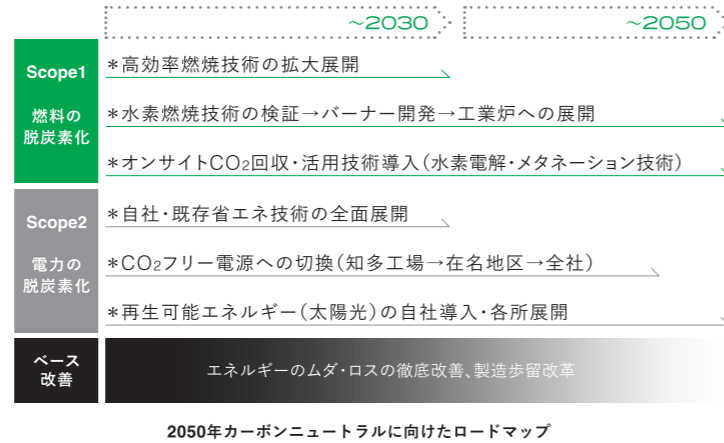 ~2030
~2050
Scope1
燃料の
脱炭素化
*高効率燃焼技術の拡大展開
*水素燃焼技術の検証→バーナー開発→工業炉への展開
*オンサイトCO₂回収・活用技術導入(水素電解・メタネーション技術)
Scope2
電力の
脱炭素化
*自社・既存省エネ技術の全面展開
*CO₂フリー電源への切換(知多工場→在名地区→全社)
*再生可能エネルギー(太陽光)の自社導入・各所展開
ベース
改善
エネルギーのムダ・ロスの徹底改善、製造歩留改革
2050年カーボンニュートラルに向けたロードマップ